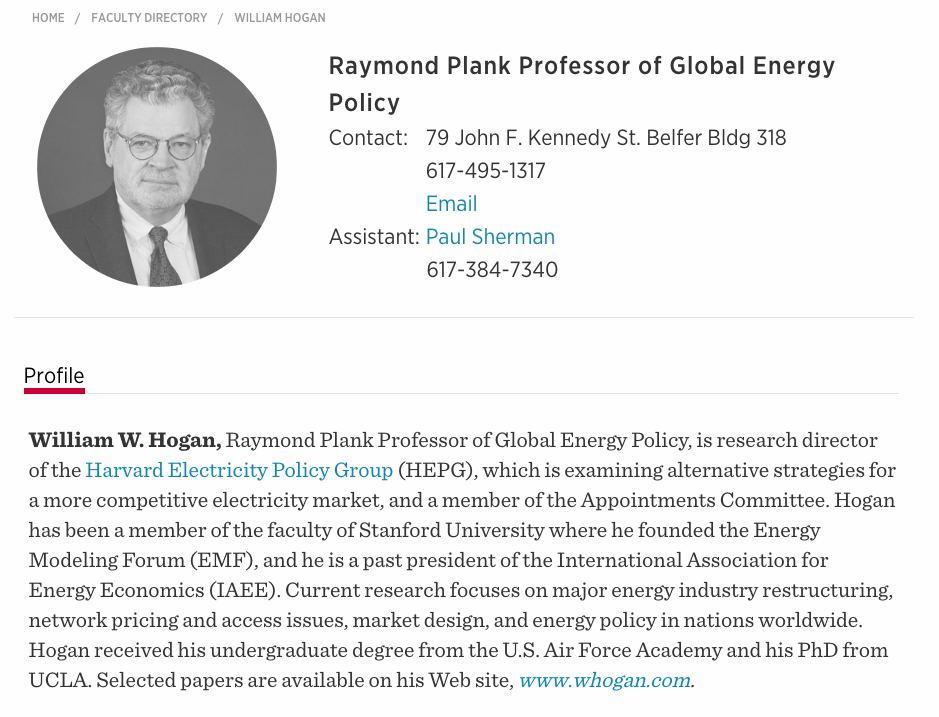 HOME / FACULTY DIRECTORY / WILLIAM HOGAN
Raymond Plank Professor of Global Energy
Policy
Contact: 79 John F. Kennedy St. Belfer Bldg 318
617-495-1317
Email
Assistant: Paul Sherman
617-384-7340
Profile
William W. Hogan, Raymond Plank Professor of Global Energy Policy, is research director
of the Harvard Electricity Policy Group (HEPG), which is examining alternative strategies for
a more competitive electricity market, and a member of the Appointments Committee. Hogan
has been a member of the faculty of Stanford University where he founded the Energy
Modeling Forum (EMF), and he is a past president of the International Association for
Energy Economics (IAEE). Current research focuses on major energy industry restructuring,
network pricing and access issues, market design, and energy policy in nations worldwide.
Hogan received his undergraduate degree from the U.S. Air Force Academy and his PhD from
UCLA. Selected papers are available on his Web site, www.whogan.com.